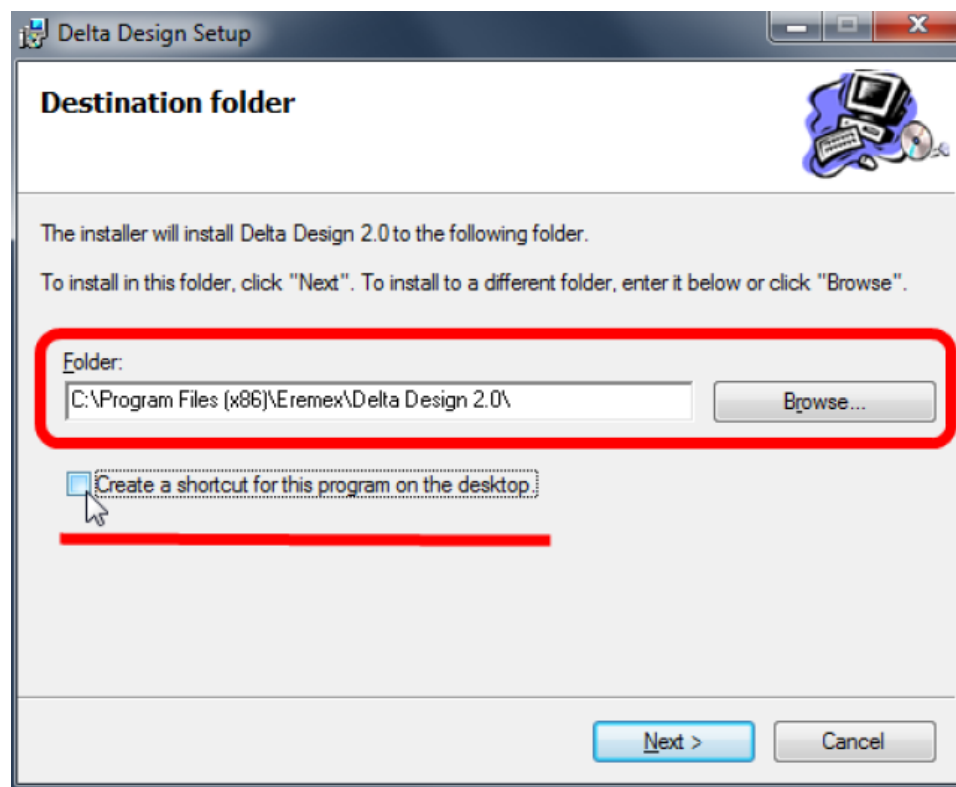 Delta Design Setup
Destination folder
The installer will install Delta Design 2.0 to the following folder.
To install in this folder, click "Next". To install to a different folder, enter it below or click "Browse".
Folder:
C:\Program Files (x86)\Eremex\Delta Design 2.0\
Browse...
Create a shortcut for this program on the desktop.
Next >
Cancel